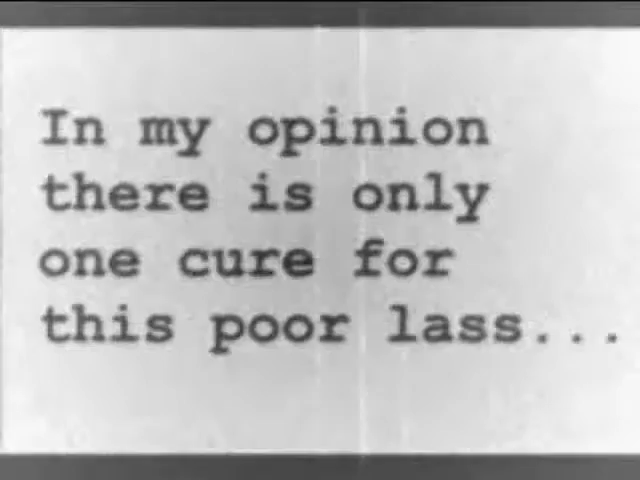 In my opinion
there is only
one cure for
this poor lass...